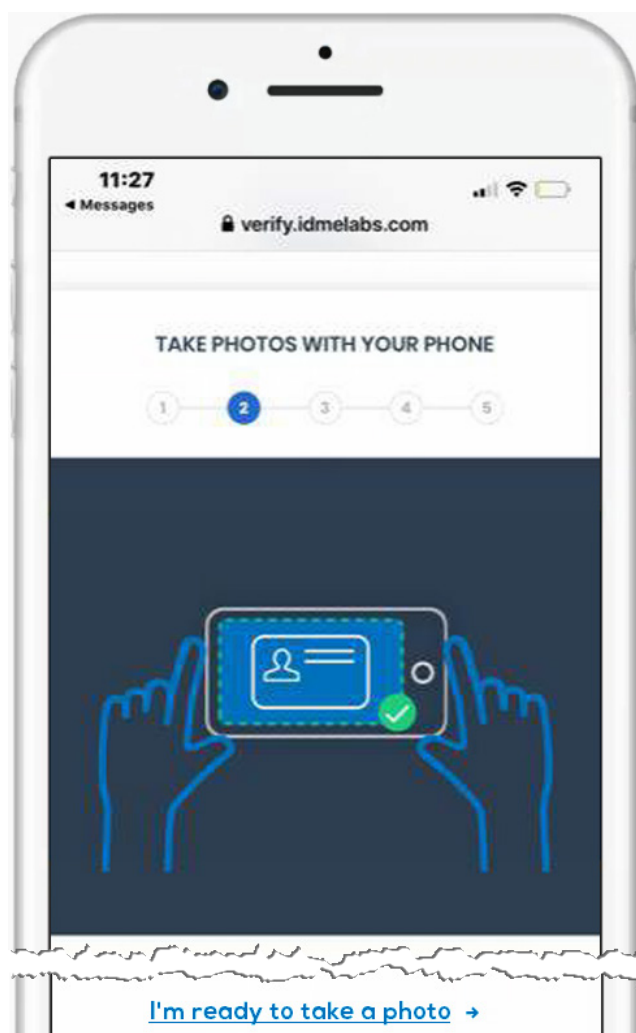 11:27
◀ Messages
verify.idmelabs.com
TAKE PHOTOS WITH YOUR PHONE
1 2 3 4 5
I'm ready to take a photo →